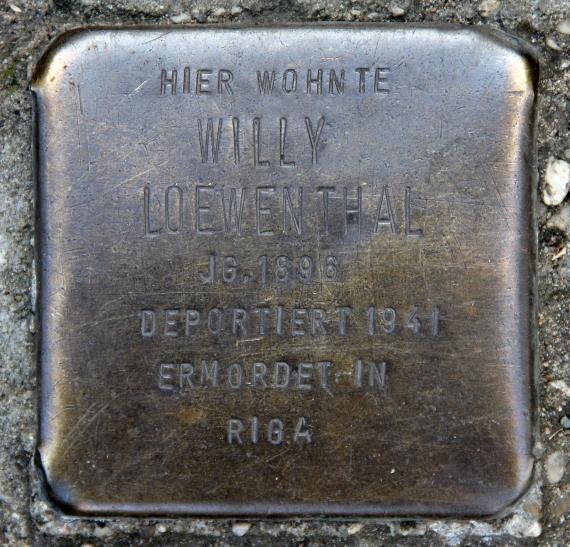 HIER WOHNTE
WILLY
LOEWENTHAL
JG. 1896
DEPORTIERT 1941
ERMORDET IN
RIGA